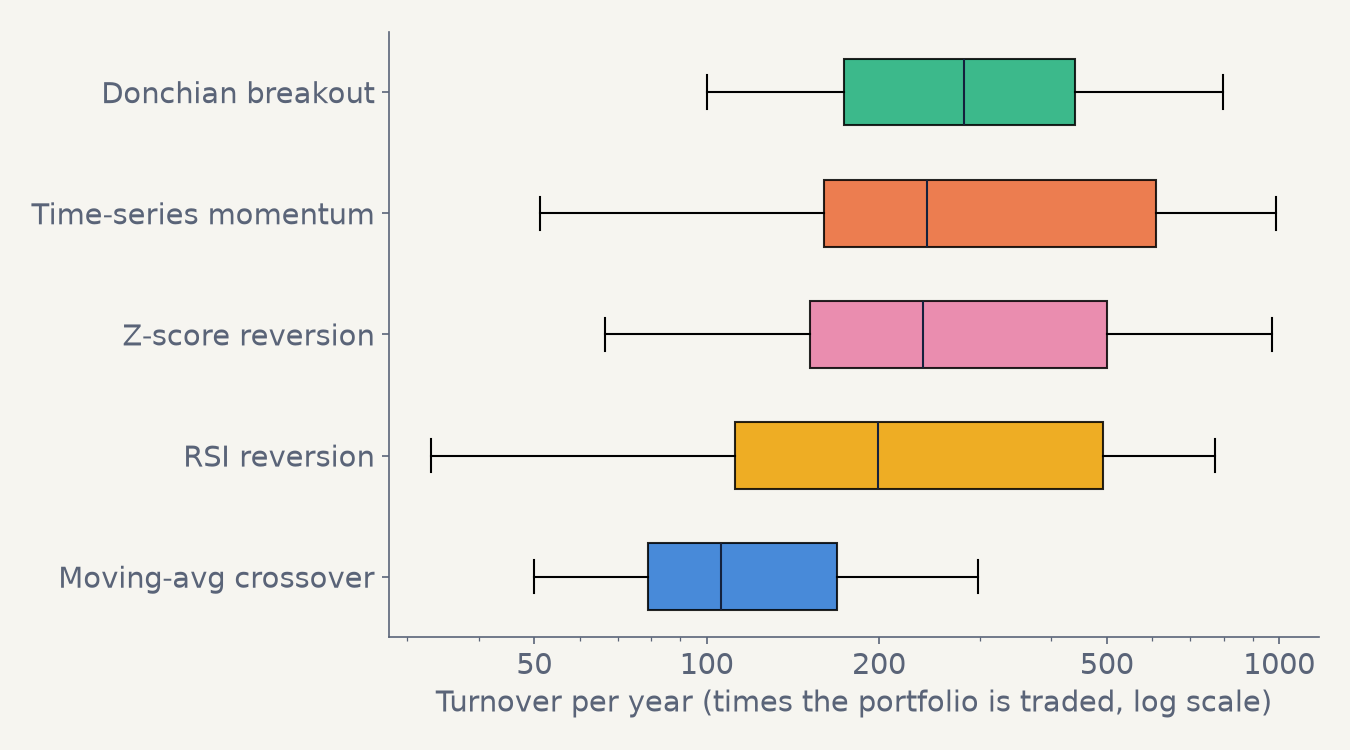 Donchian breakout
Time-series momentum
Z-score reversion
RSI reversion
Moving-avg crossover
50 100 200 500 1000
Turnover per year (times the portfolio is traded, log scale)